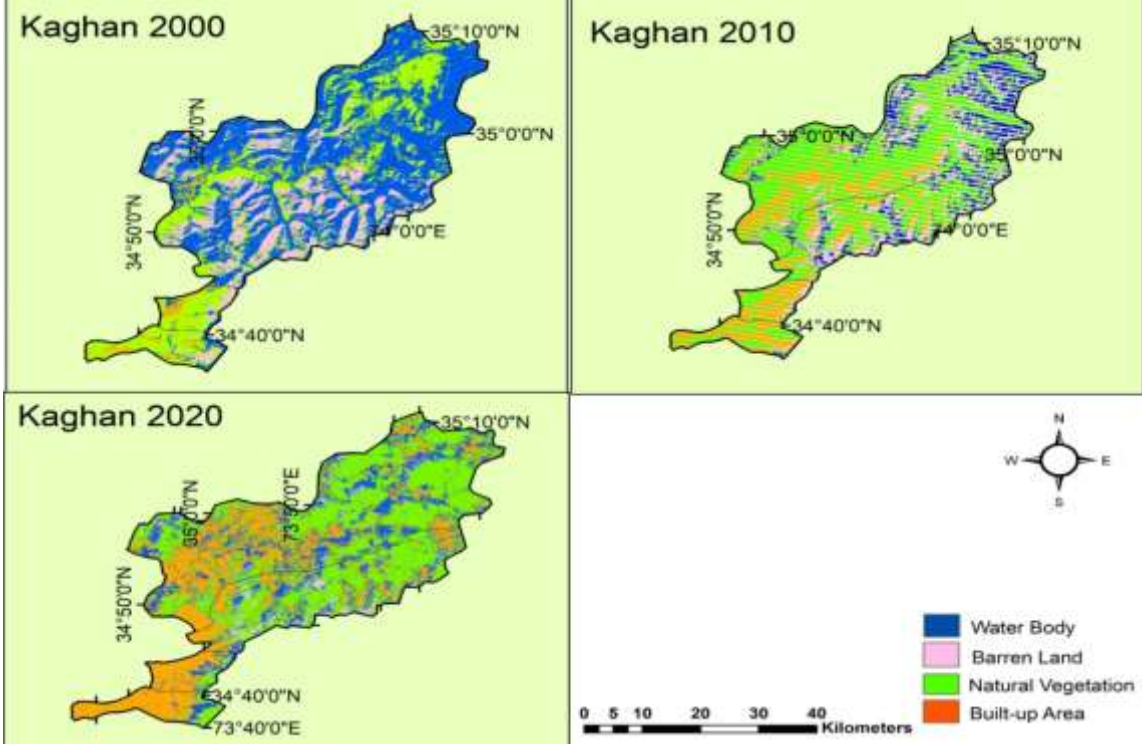 Kaghan 2000
35°10'0"N
35°0'0"N
34°50'0"N
34°40'0"N
Kaghan 2010
35°10'0"N
35°0'0"N
35°0'0"N
34°50'0"N
74°0'0"E
34°40'0"N
Kaghan 2020
35°10'0"N
73°50'0"E
34°50'0"N
34°40'0"N
73°40'0"E
N
W E
S
Water Body
Barren Land
Natural Vegetation
Built-up Area
0 5 10 20 30 40
Kilometers